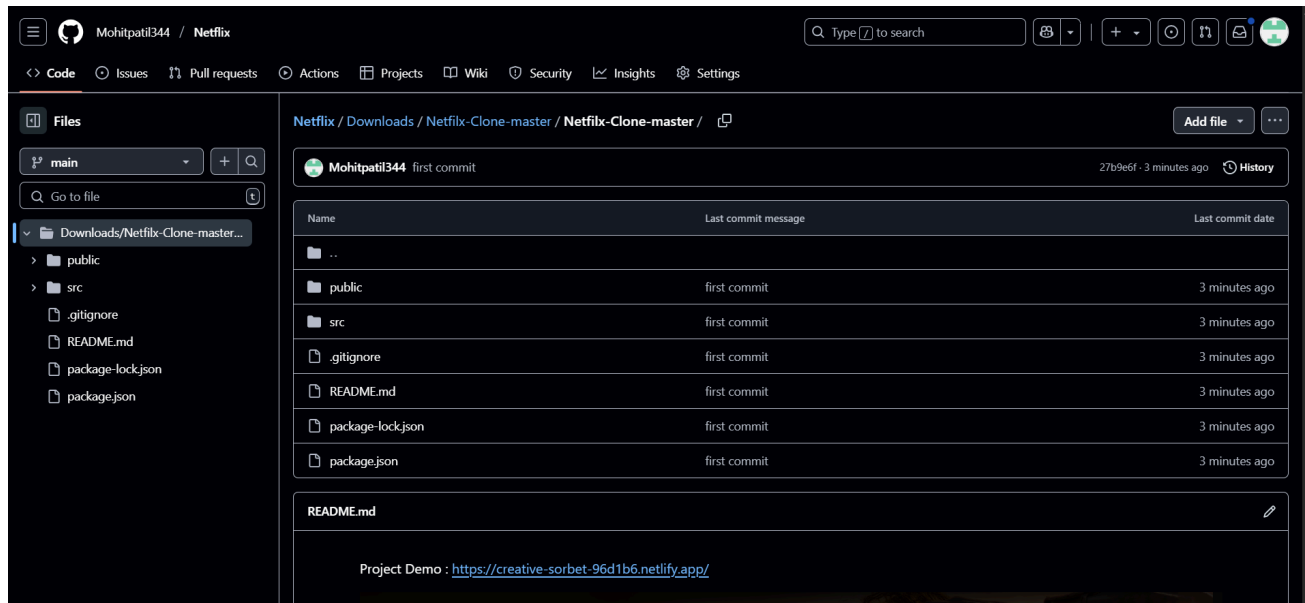 Mohitpatil344 / Netflix
Type / to search
Code Issues Pull requests Actions Projects Wiki Security Insights Settings
Files
main
Go to file t
Downloads/Netfilx-Clone-master...
public
src
.gitignore
README.md
package-lock.json
package.json
Netflix / Downloads / Netfilx-Clone-master / Netfilx-Clone-master /
Add file
Mohitpatil344 first commit 27b9e6f · 3 minutes ago History
Name Last commit message Last commit date
..
public first commit 3 minutes ago
src first commit 3 minutes ago
.gitignore first commit 3 minutes ago
README.md first commit 3 minutes ago
package-lock.json first commit 3 minutes ago
package.json first commit 3 minutes ago
README.md
Project Demo : https://creative-sorbet-96d1b6.netlify.app/